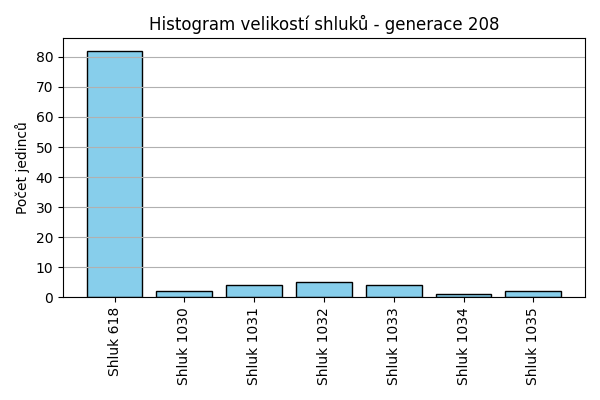 Histogram velikostí shluků - generace 208
Počet jedinců
80
70
60
50
40
30
20
10
0
Shluk 618
Shluk 1030
Shluk 1031
Shluk 1032
Shluk 1033
Shluk 1034
Shluk 1035